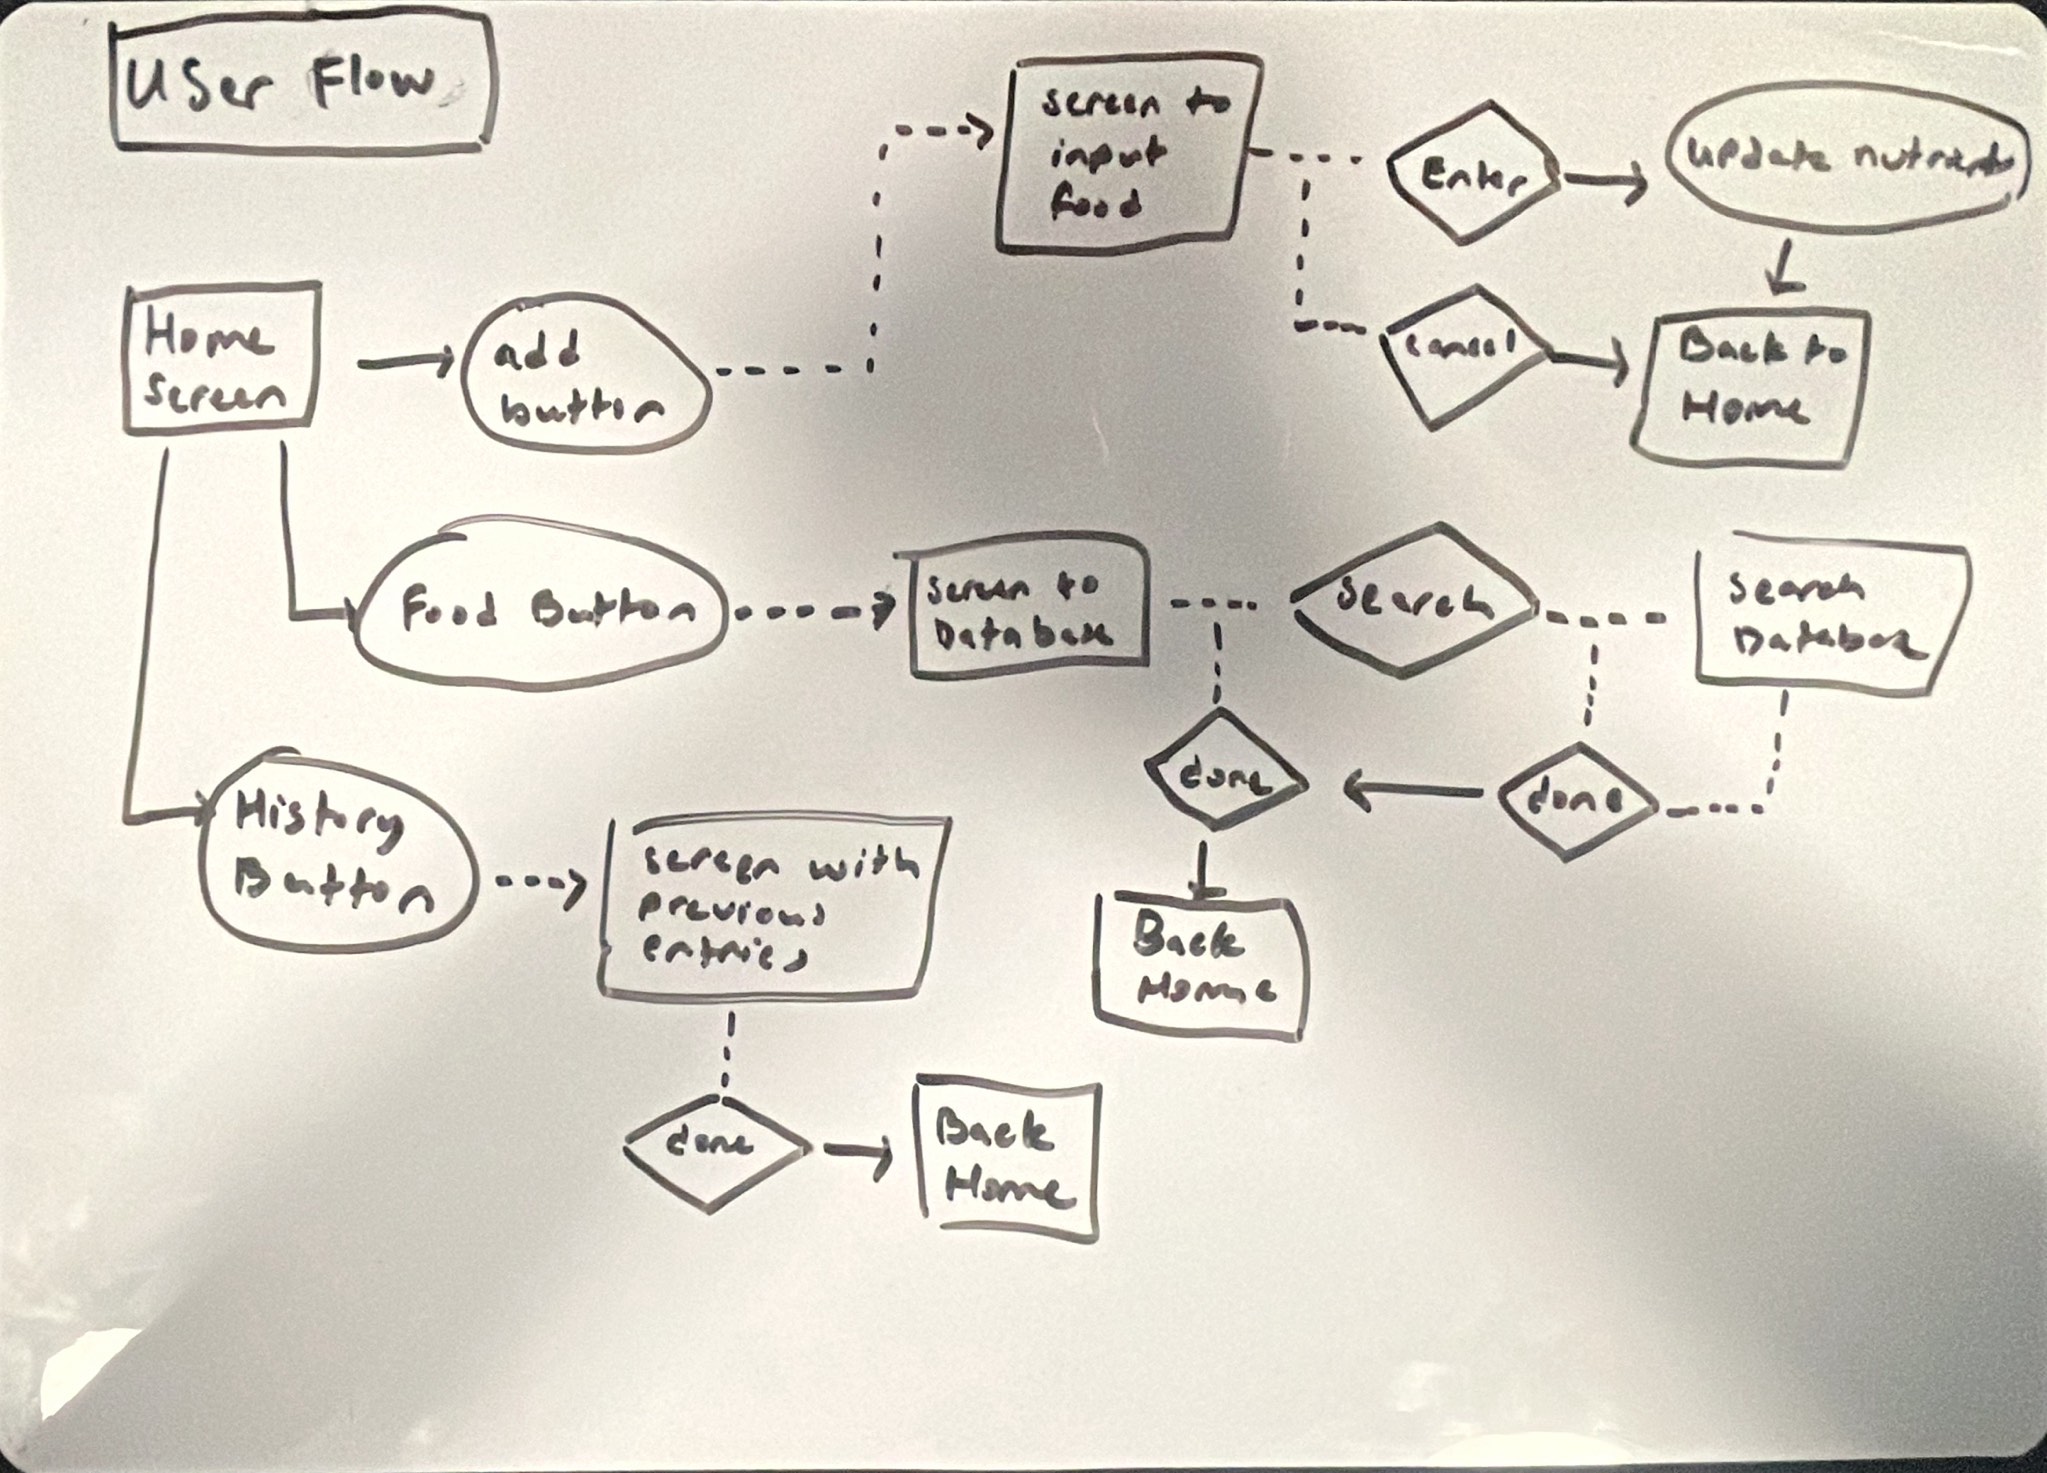 User Flow
screen to
input
food
Enter
update nutrients
Home
Screen
add
button
cancel
Back to
Home
Food Button
screen to
Database
search
Search
Database
done
done
History
Button
screen with
previous
entries
Back
Home
done
Back
Home